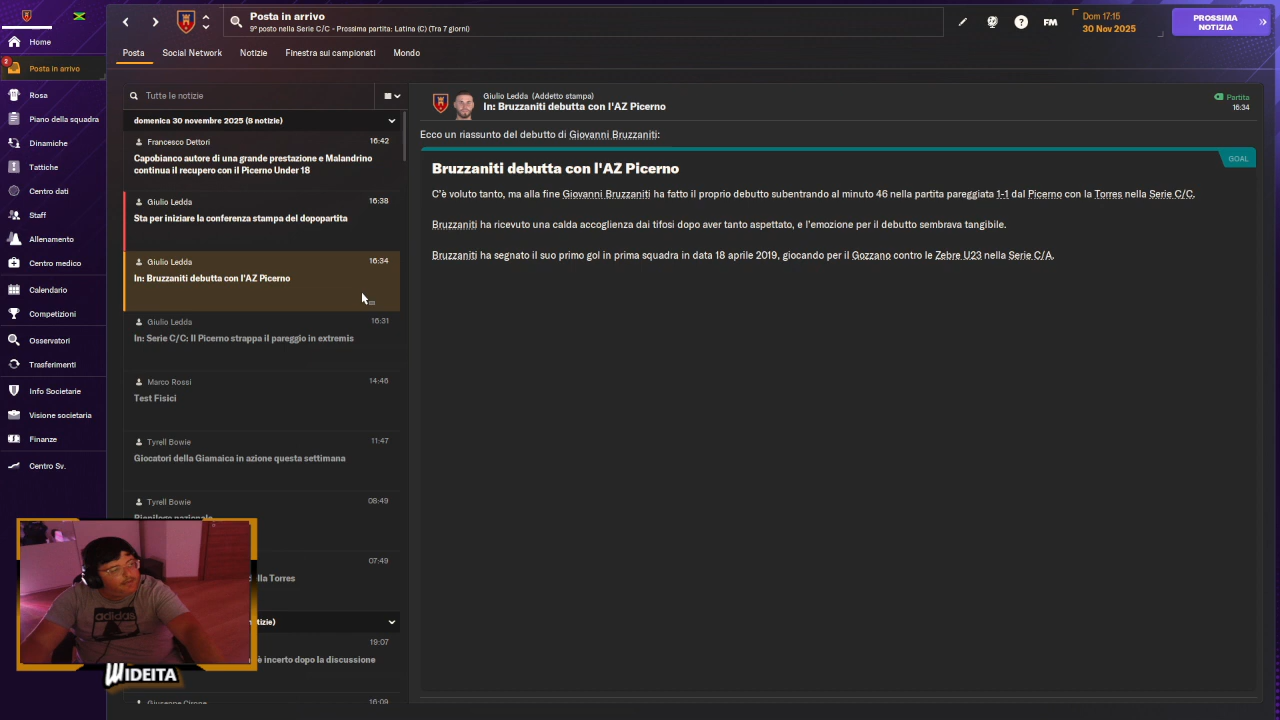 Posta in arrivo
9º posto nella Serie C/C - Prossima partita: Latina (C) (Tra 7 giorni)
FM
Dom 17:15
30 Nov 2025
PROSSIMA
NOTIZIA
Home
2
Posta in arrivo
Rosa
Piano della squadra
Dinamiche
Tattiche
Centro dati
Staff
Allenamento
Centro medico
Calendario
Competizioni
Osservatori
Trasferimenti
Info Societarie
Visione societaria
Finanze
Centro Sv.
Posta
Social Network
Notizie
Finestra sui campionati
Mondo
Tutte le notizie
domenica 30 novembre 2025 (8 notizie)
Francesco Dettori
16:42
Capobianco autore di una grande prestazione e Malandrino
continua il recupero con il Picerno Under 18
Giulio Ledda
16:38
Sta per iniziare la conferenza stampa del dopopartita
Giulio Ledda
16:34
In: Bruzzaniti debutta con l'AZ Picerno
Giulio Ledda
16:31
In: Serie C/C: Il Picerno strappa il pareggio in extremis
Marco Rossi
14:46
Test Fisici
Tyrell Bowie
11:47
Giocatori della Giamaica in azione questa settimana
Tyrell Bowie
08:49
Riepilogo nazionale
07:49
lla Torres
tizie)
19:07
è incerto dopo la discussione
Giuseppe Cirone
16:09
Giulio Ledda (Addetto stampa)
In: Bruzzaniti debutta con l'AZ Picerno
Partita
16:34
Ecco un riassunto del debutto di Giovanni Bruzzaniti:
GOAL
Bruzzaniti debutta con l'AZ Picerno
C'è voluto tanto, ma alla fine Giovanni Bruzzaniti ha fatto il proprio debutto subentrando al minuto 46 nella partita pareggiata 1-1 dal Picerno con la Torres nella Serie C/C.
Bruzzaniti ha ricevuto una calda accoglienza dai tifosi dopo aver tanto aspettato, e l'emozione per il debutto sembrava tangibile.
Bruzzaniti ha segnato il suo primo gol in prima squadra in data 18 aprile 2019, giocando per il Gozzano contro le Zebre U23 nella Serie C/A.
adidas
WIDEITA